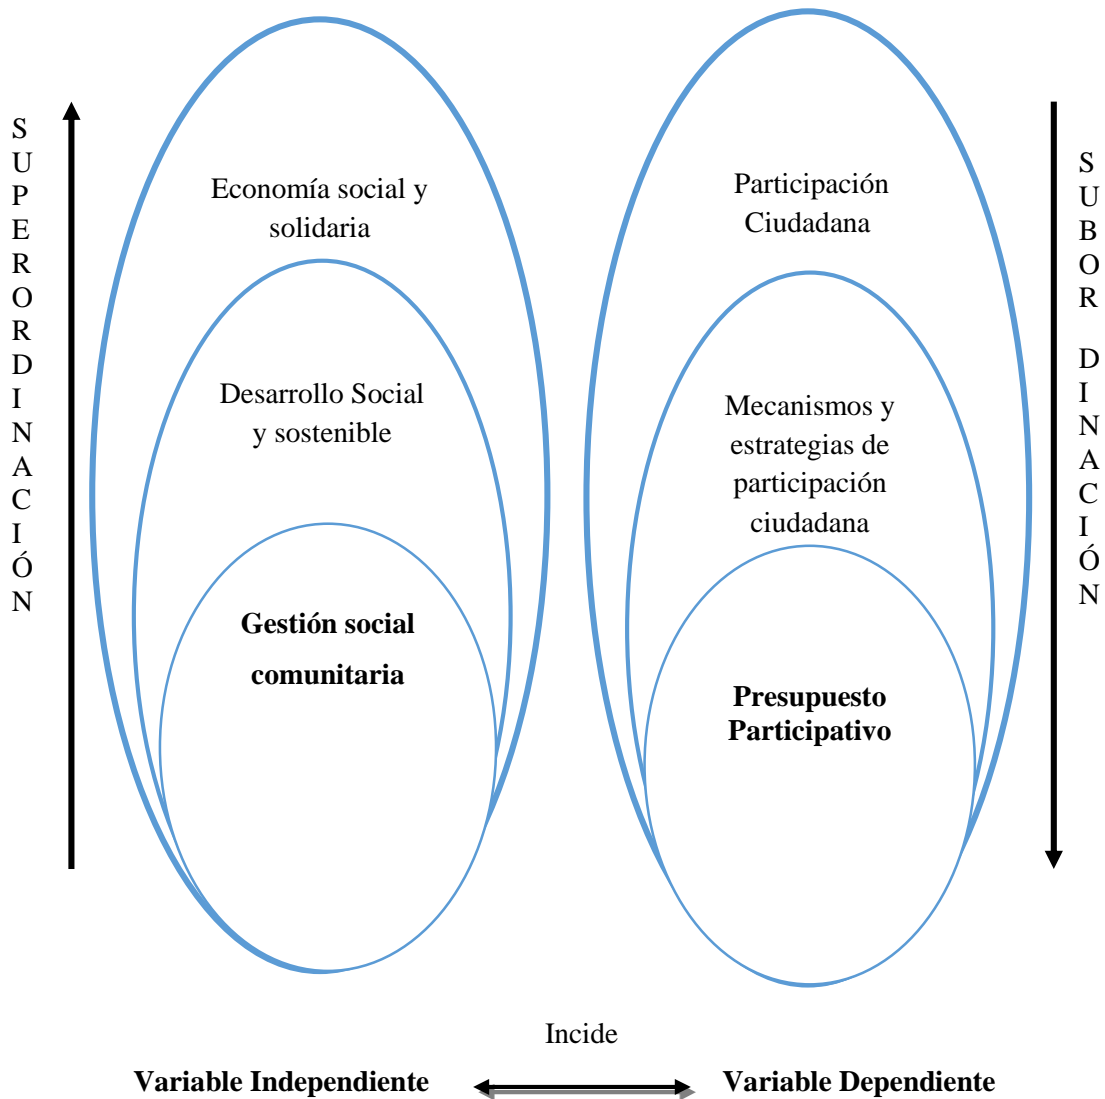 SUPERORDINACIÓN
Economía social y
solidaria
Desarrollo Social
y sostenible
Gestión social
comunitaria
Participación
Ciudadana
Mecanismos y
estrategias de
participación
ciudadana
Presupuesto
Participativo
SUBOR DINACIÓN
Incide
Variable Independiente
Variable Dependiente